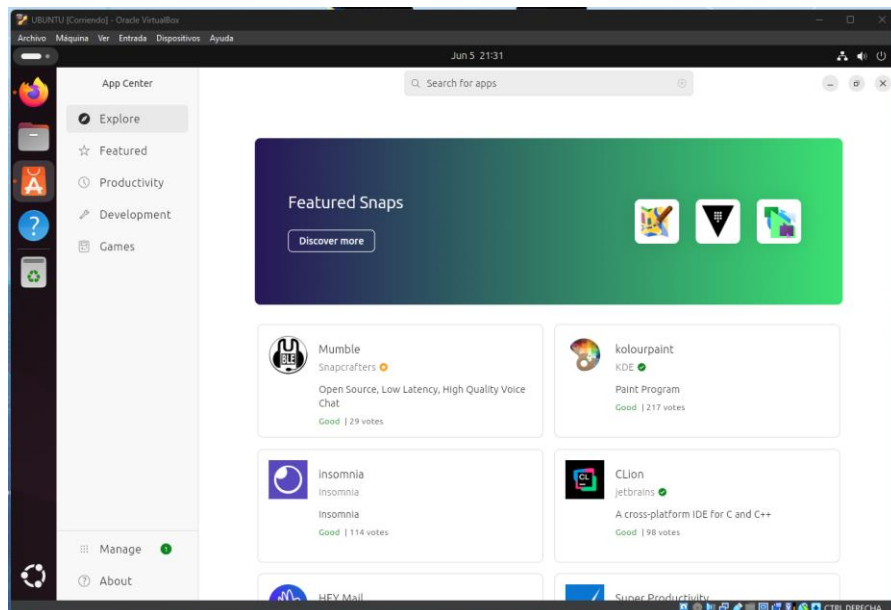 UBUNTU [Corriendo] - Oracle VirtualBox
Archivo Máquina Ver Entrada Dispositivos Ayuda
Jun 5 21:31
App Center
Search for apps
Explore
Featured
Productivity
Development
Games
Featured Snaps
Discover more
Mumble
Snapcrafters
Open Source, Low Latency, High Quality Voice
Chat
Good | 29 votes
kolourpaint
KDE
Paint Program
Good | 217 votes
insomnia
Insomnia
Insomnia
Good | 114 votes
CLion
jetbrains
A cross-platform IDE for C and C++
Good | 98 votes
HEY Mail
Super Productivity
Manage 1
About
CTRL DERECHA